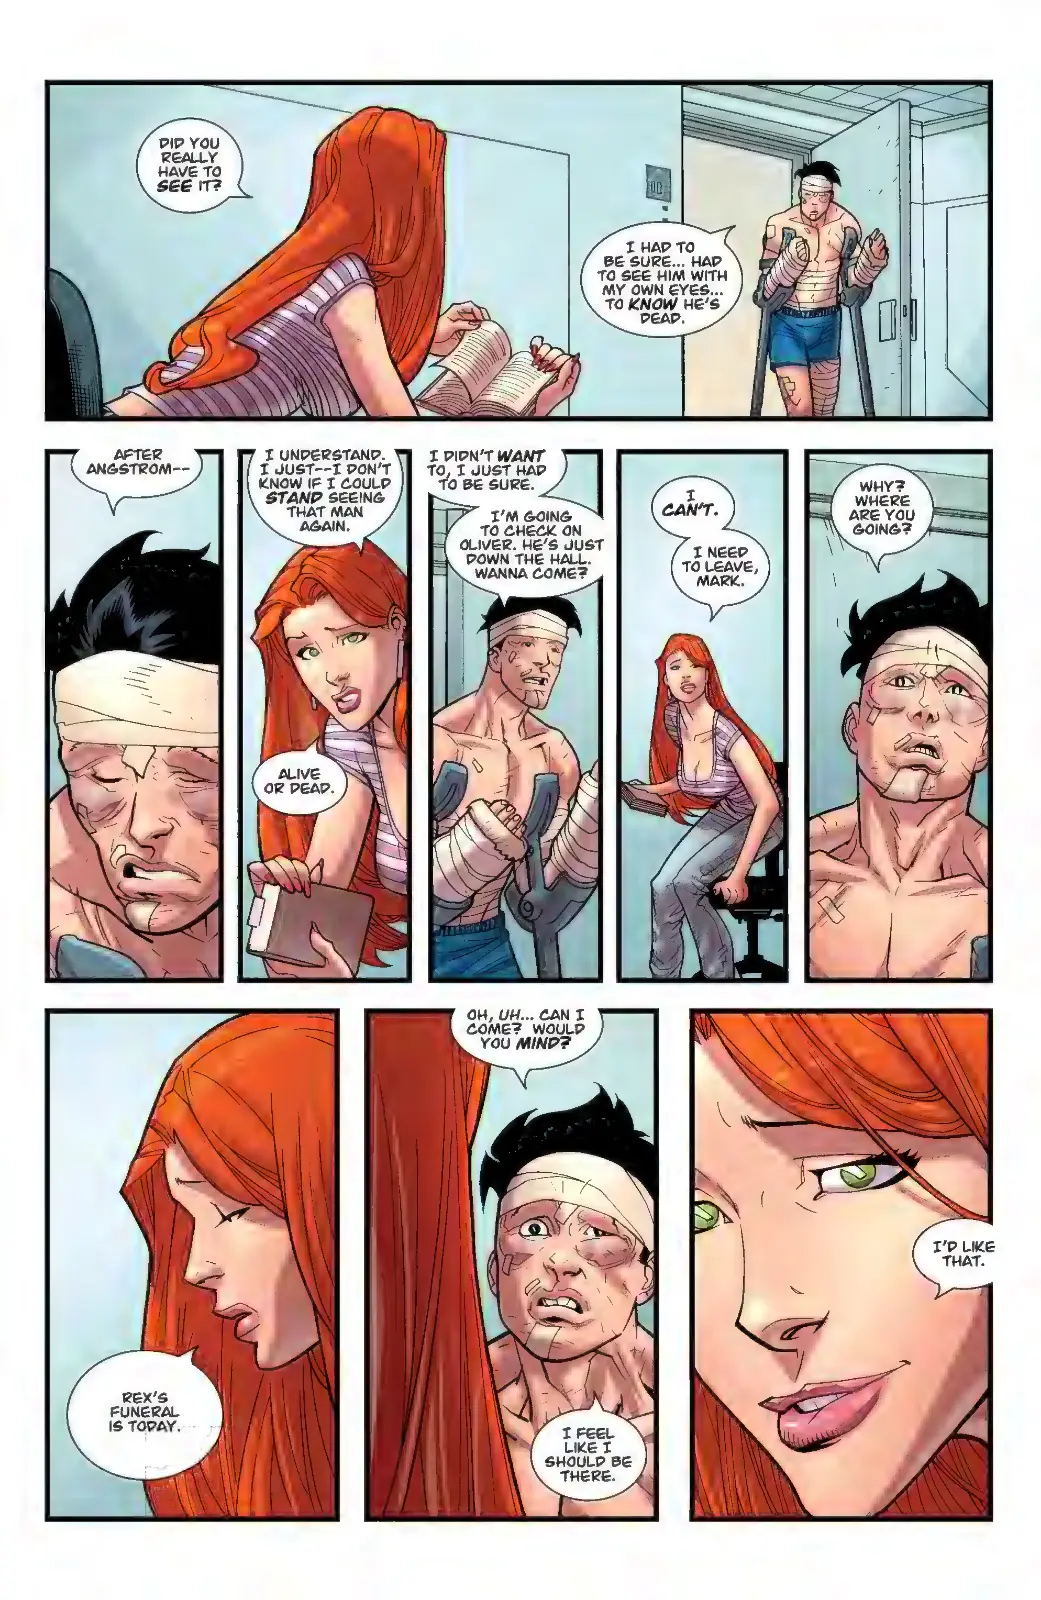 DID YOU
REALLY
HAVE TO
SEE IT?
I HAD TO
BE SURE... HAD
TO SEE HIM WITH
MY OWN EYES...
TO KNOW HE'S
DEAD.
AFTER
ANGSTROM--
I UNDERSTAND.
I JUST--I DON'T
KNOW IF I COULD
STAND SEEING
THAT MAN
AGAIN.
ALIVE
OR DEAD.
I DIDN'T WANT
TO, I JUST HAD
TO BE SURE.
I'M GOING
TO CHECK ON
OLIVER. HE'S JUST
DOWN THE HALL.
WANNA COME?
I
CAN'T.
I NEED
TO LEAVE,
MARK.
WHY?
WHERE
ARE YOU
GOING?
REX'S
FUNERAL
IS TODAY.
OH, UH... CAN I
COME? WOULD
YOU MIND?
I FEEL
LIKE I
SHOULD BE
THERE.
I'D LIKE
THAT.